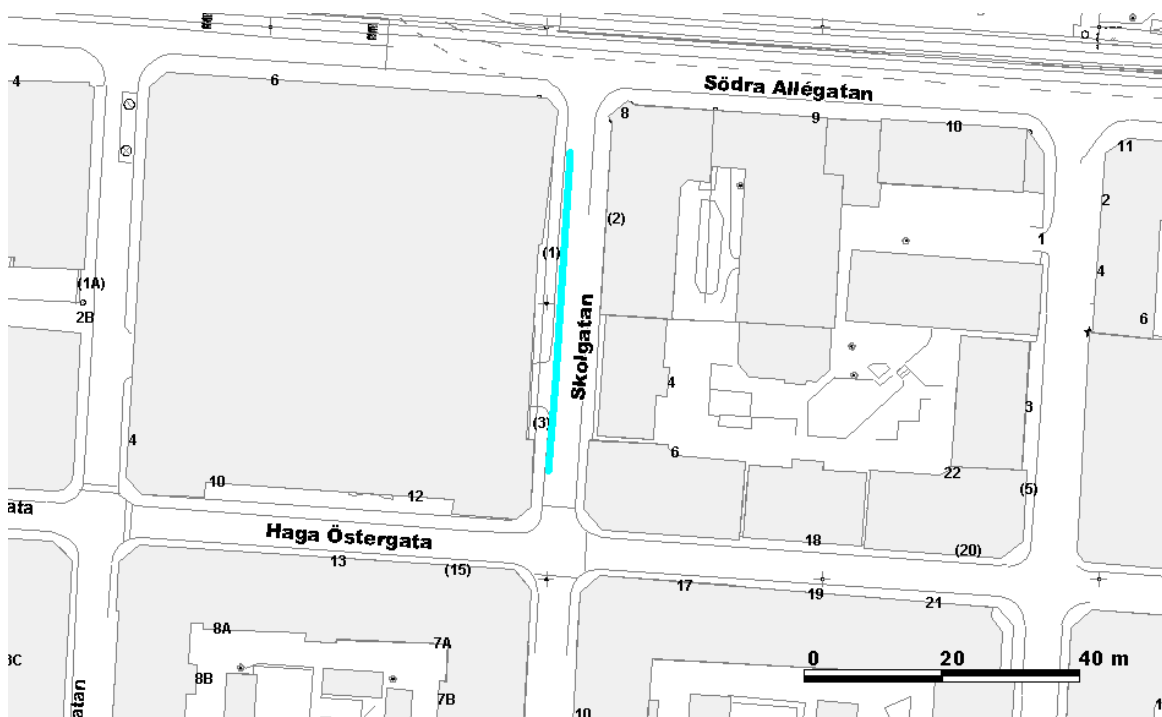 4
6
Södra Allégatan
8
9
10
11
2
(2)
1
(1)
(1A)
4
2B
6
Skolgatan
4
3
(3)
4
6
22
10
12
(5)
ata
Haga Östergata
18
(20)
13
(15)
17
19
21
8A
7A
0 20 40 m
8B
7B
atan
10